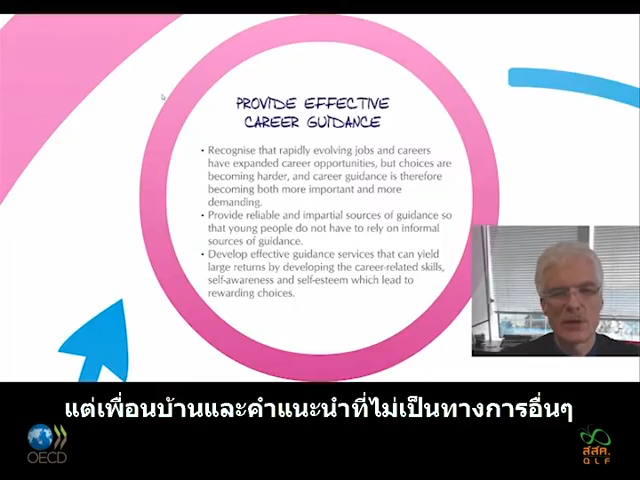 PROVIDE EFFECTIVE
CAREER GUIDANCE
• Recognise that rapidly evolving jobs and careers
have expanded career opportunities, but choices are
becoming harder, and career guidance is therefore
becoming both more important and more
demanding.
• Provide reliable and impartial sources of guidance so
that young people do not have to rely on informal
sources of guidance.
• Develop effective guidance services that can yield
large returns by developing the career-related skills,
self-awareness and self-esteem which lead to
rewarding choices.
แต่เพื่อนบ้านและคำแนะนำที่ไม่เป็นทางการอื่นๆ
OECD
สสค.
QLF